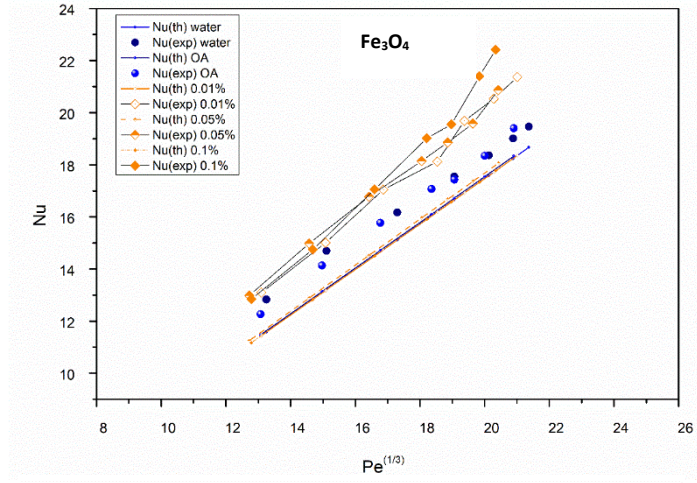 24
22
20
18
16
14
12
10
Nu
Nu(th) water
Nu(exp) water
Nu(th) OA
Nu(exp) OA
Nu(th) 0.01%
Nu(exp) 0.01%
Nu(th) 0.05%
Nu(exp) 0.05%
Nu(th) 0.1%
Nu(exp) 0.1%
Fe₃O₄
8 10 12 14 16 18 20 22 24 26
Pe⁽¹/³⁾